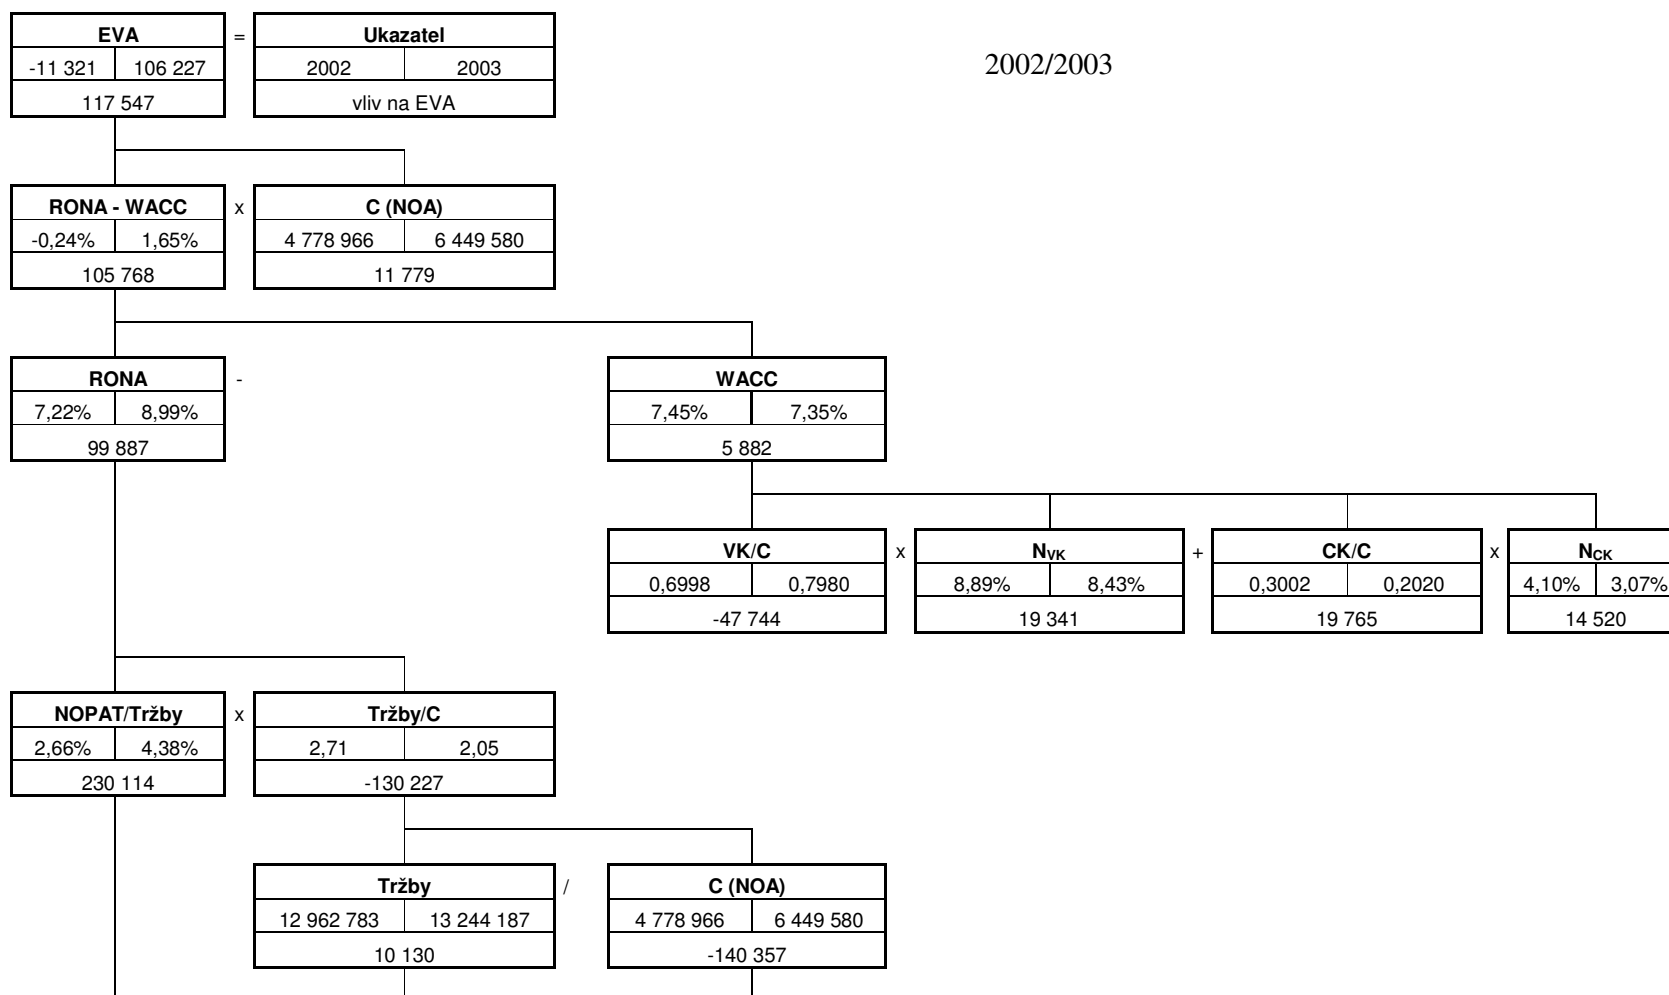 EVA = Ukazatel
-11 321 106 227 2002 2003
2002/2003
117 547 vliv na EVA
RONA - WACC x C (NOA)
-0,24% 1,65% 4 778 966 6 449 580
105 768 11 779
RONA - WACC
7,22% 8,99% 7,45% 7,35%
99 887 5 882
VK/C x NVK + CK/C x NCK
0,6998 0,7980 8,89% 8,43% 0,3002 0,2020 4,10% 3,07%
-47 744 19 341 19 765 14 520
NOPAT/Tržby x Tržby/C
2,66% 4,38% 2,71 2,05
230 114 -130 227
Tržby / C (NOA)
12 962 783 13 244 187 4 778 966 6 449 580
10 130 -140 357